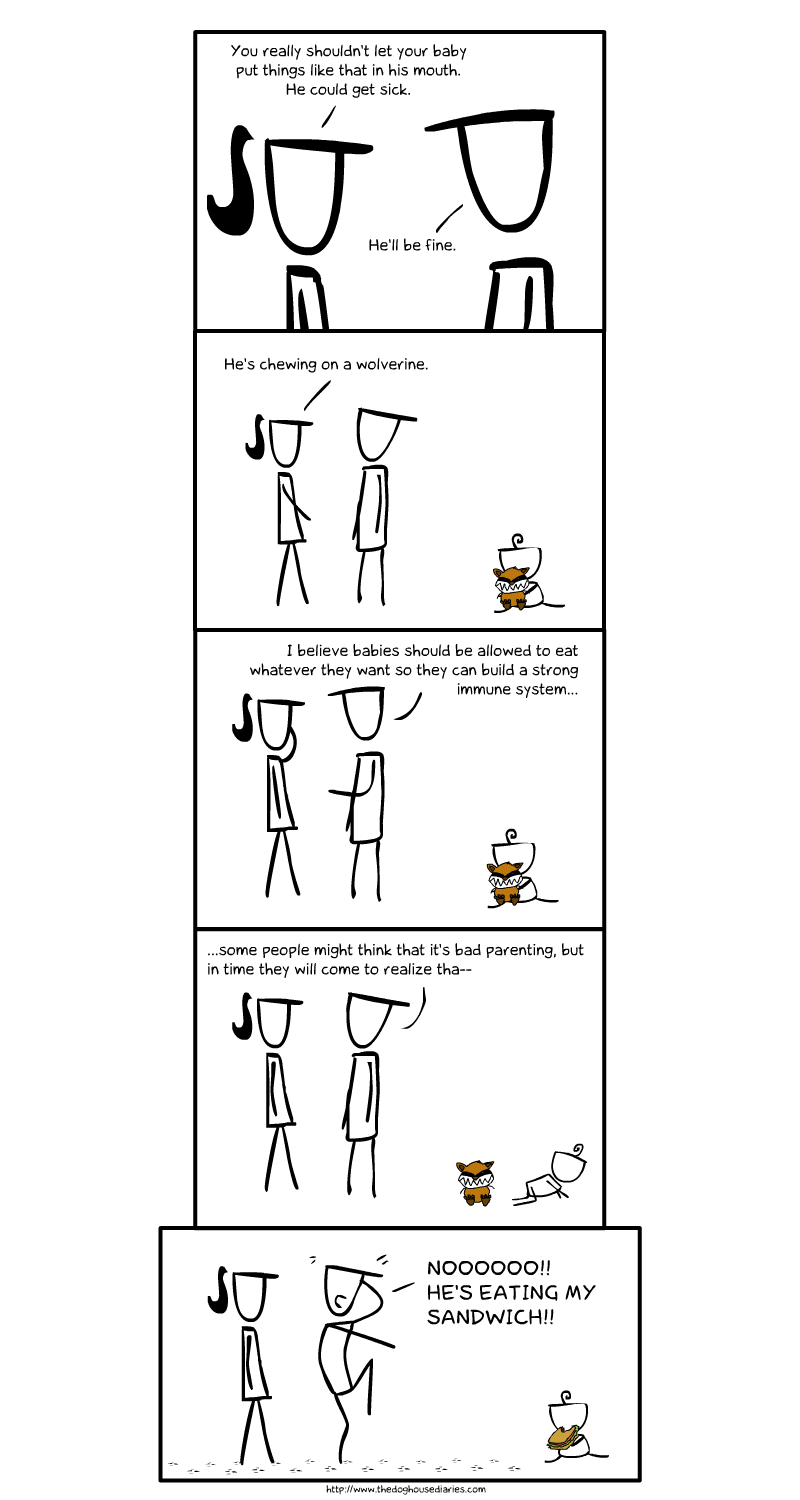 You really shouldn't let your baby
put things like that in his mouth.
He could get sick.
He'll be fine.
He's chewing on a wolverine.
I believe babies should be allowed to eat
whatever they want so they can build a strong
immune system...
...some people might think that it's bad parenting, but
in time they will come to realize tha--
NOOOOOO!!
HE'S EATING MY
SANDWICH!!
http://www.thedoghousediaries.com